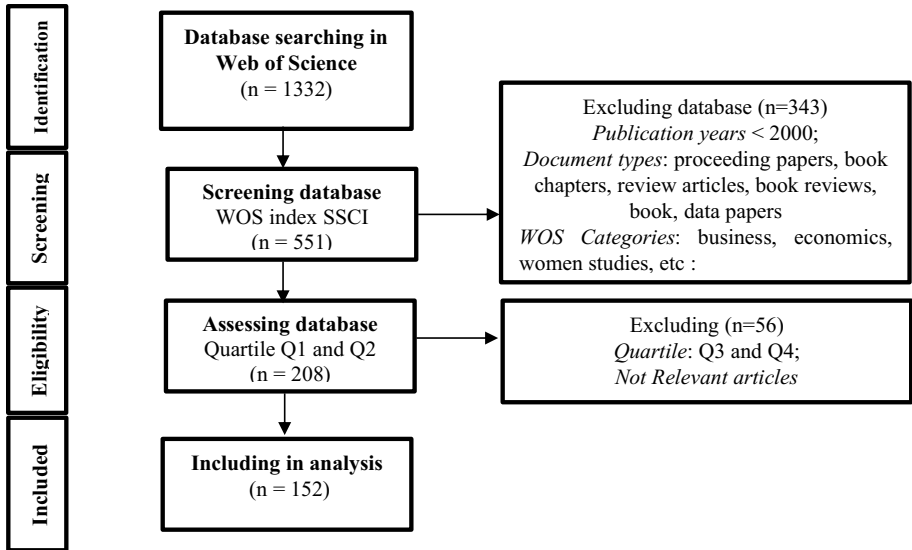 Identification
Database searching in
Web of Science
(n = 1332)
Excluding database (n=343)
Publication years < 2000;
Document types: proceeding papers, book
chapters, review articles, book reviews,
book, data papers
WOS Categories: business, economics,
women studies, etc :
Screening
Screening database
WOS index SSCI
(n = 551)
Eligibility
Assessing database
Quartile Q1 and Q2
(n = 208)
Excluding (n=56)
Quartile: Q3 and Q4;
Not Relevant articles
Included
Including in analysis
(n = 152)